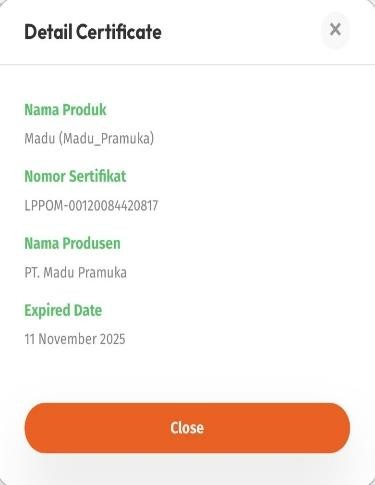 Detail Certificate
×
Nama Produk
Madu (Madu_Pramuka)
Nomor Sertifikat
LPPOM-00120084420817
Nama Produsen
PT. Madu Pramuka
Expired Date
11 November 2025
Close